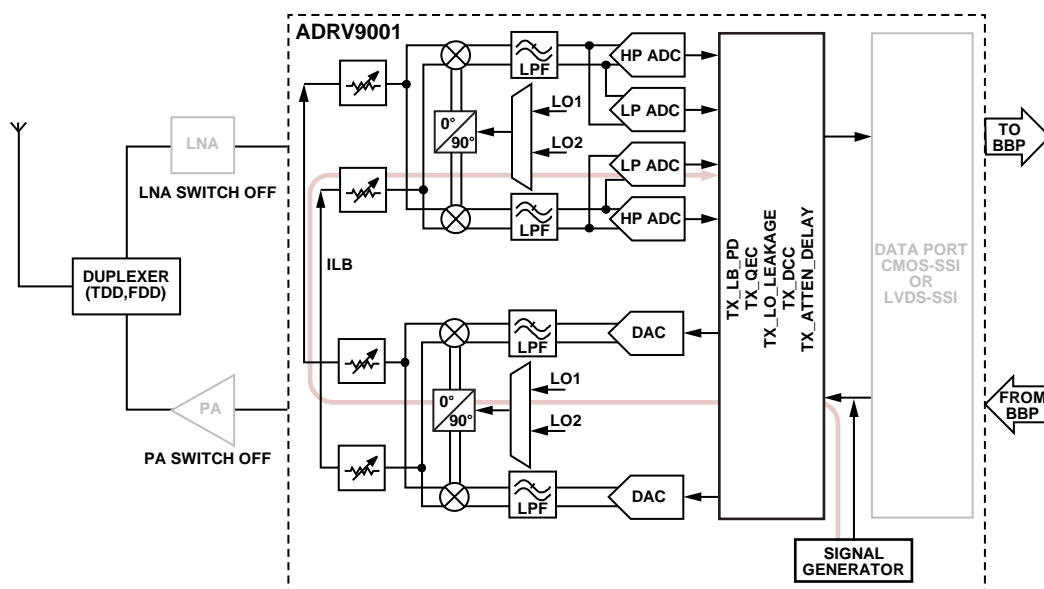 ADRV9001
LNA
LNA SWITCH OFF
DUPLEXER
(TDD,FDD)
PA
PA SWITCH OFF
ILB
LPF
HP ADC
LP ADC
0°
90°
LO1
LO2
LP ADC
LPF
HP ADC
LPF
DAC
0°
90°
LO1
LO2
LPF
DAC
TX_LB_PD
TX_QEC
TX_LO_LEAKAGE
TX_DCC
TX_ATTEN_DELAY
DATA PORT
CMOS-SSI
OR
LVDS-SSI
TO
BBP
FROM
BBP
SIGNAL
GENERATOR